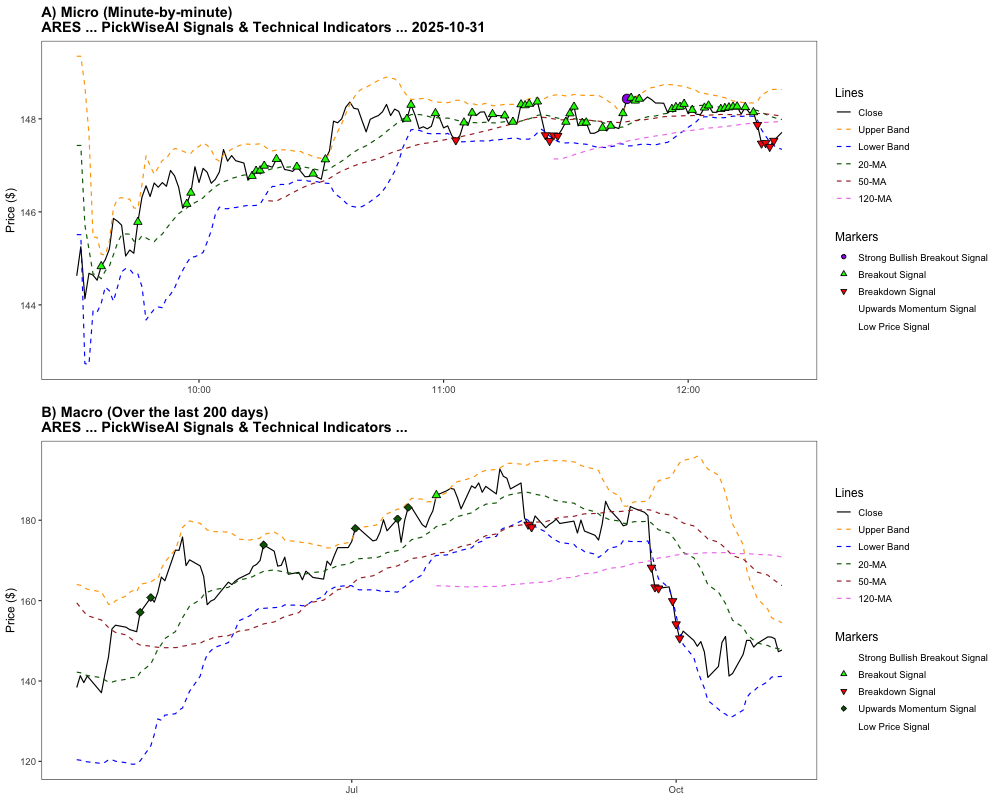 A) Micro (Minute-by-minute)
ARES ... PickWiseAI Signals & Technical Indicators ... 2025-10-31
148
146
144
Price ($)
10:00
11:00
12:00
Lines
Close
Upper Band
Lower Band
20-MA
50-MA
120-MA
Markers
Strong Bullish Breakout Signal
Breakout Signal
Breakdown Signal
Upwards Momentum Signal
Low Price Signal
B) Macro (Over the last 200 days)
ARES ... PickWiseAI Signals & Technical Indicators ...
180
160
140
120
Price ($)
Jul
Oct
Lines
Close
Upper Band
Lower Band
20-MA
50-MA
120-MA
Markers
Strong Bullish Breakout Signal
Breakout Signal
Breakdown Signal
Upwards Momentum Signal
Low Price Signal